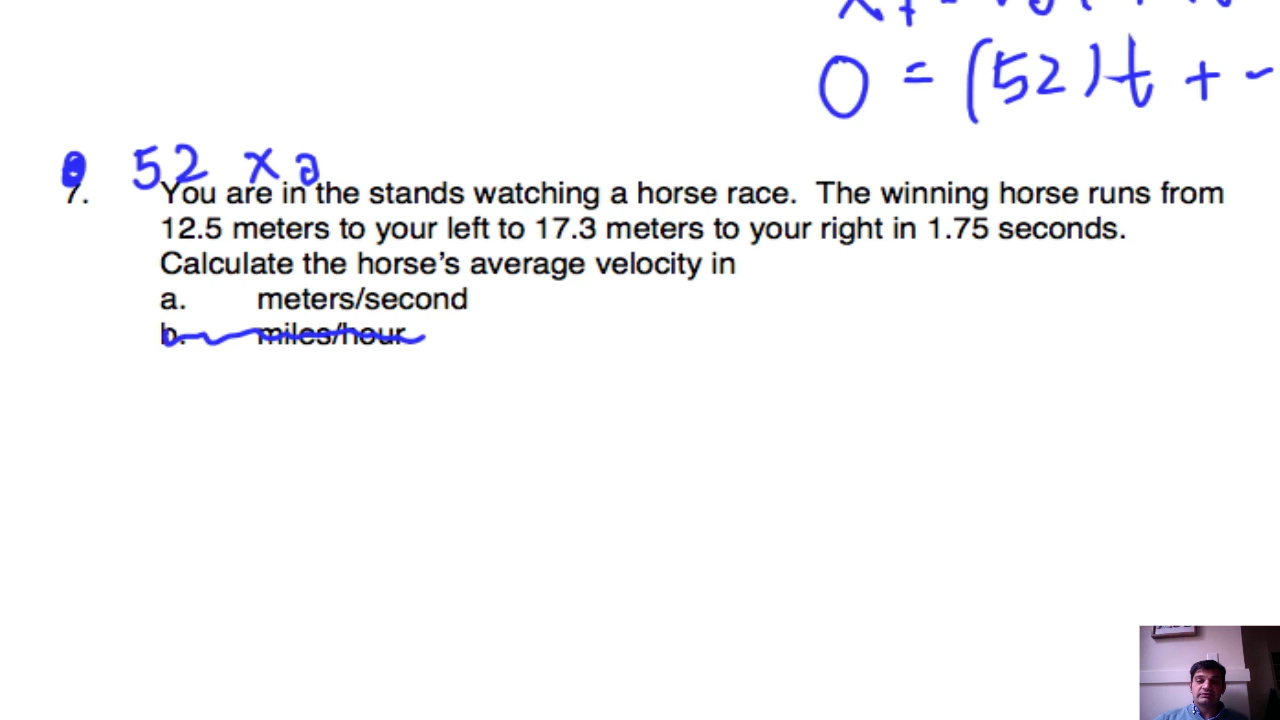 0 = (52)t + -
52 x
7. You are in the stands watching a horse race. The winning horse runs from
12.5 meters to your left to 17.3 meters to your right in 1.75 seconds.
Calculate the horse's average velocity in
a. meters/second
b. miles/hour